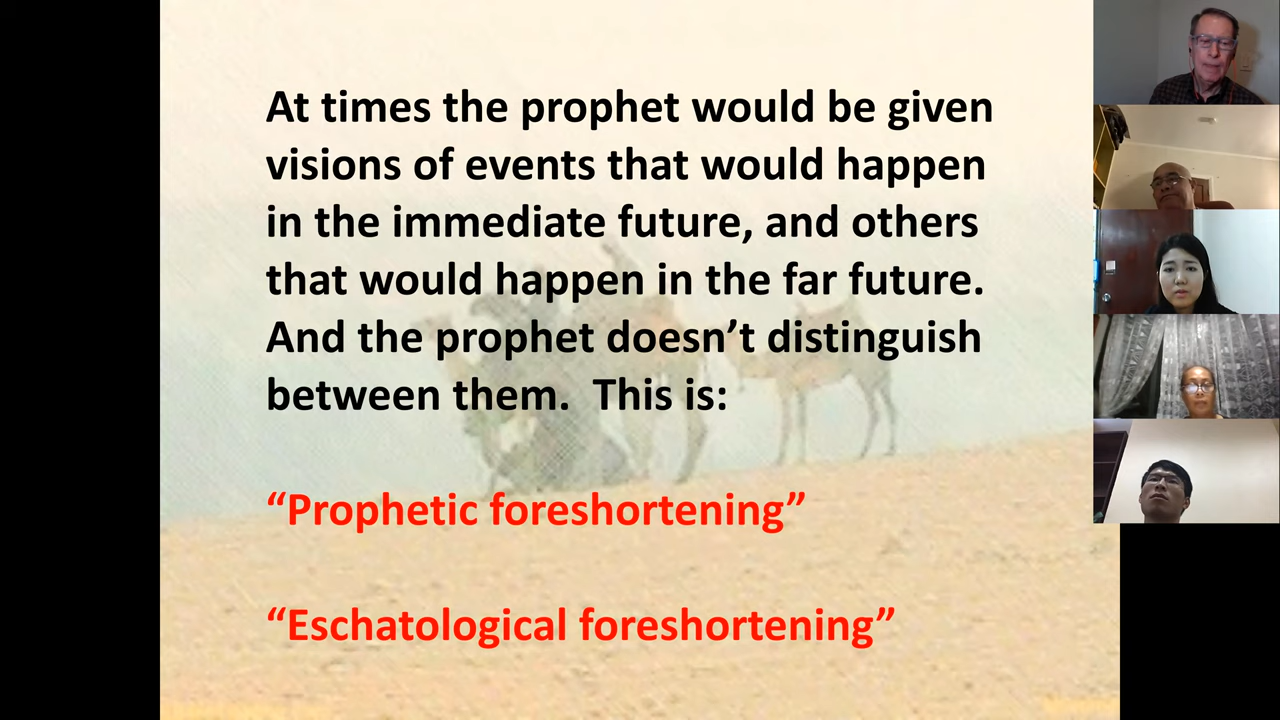 At times the prophet would be given
visions of events that would happen
in the immediate future, and others
that would happen in the far future.
And the prophet doesn’t distinguish
between them.  This is:
“Prophetic foreshortening”
“Eschatological foreshortening”